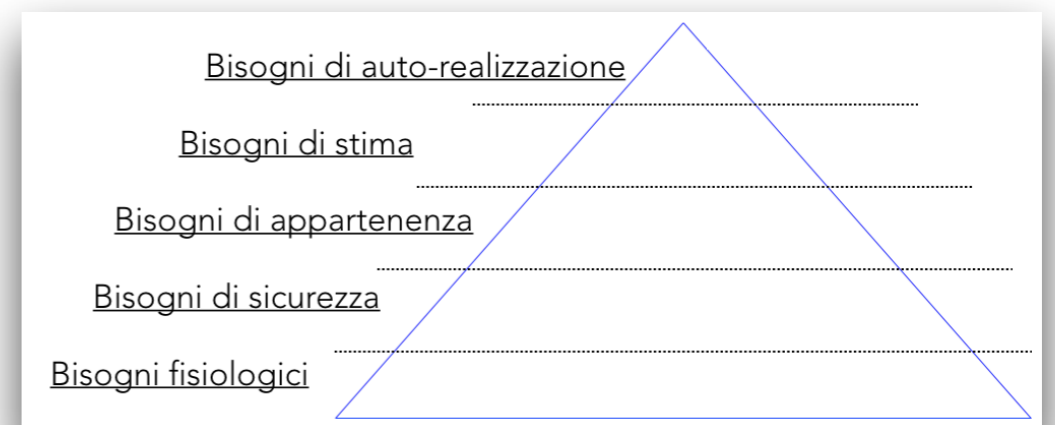 Bisogni di auto-realizzazione
Bisogni di stima
Bisogni di appartenenza
Bisogni di sicurezza
Bisogni fisiologici